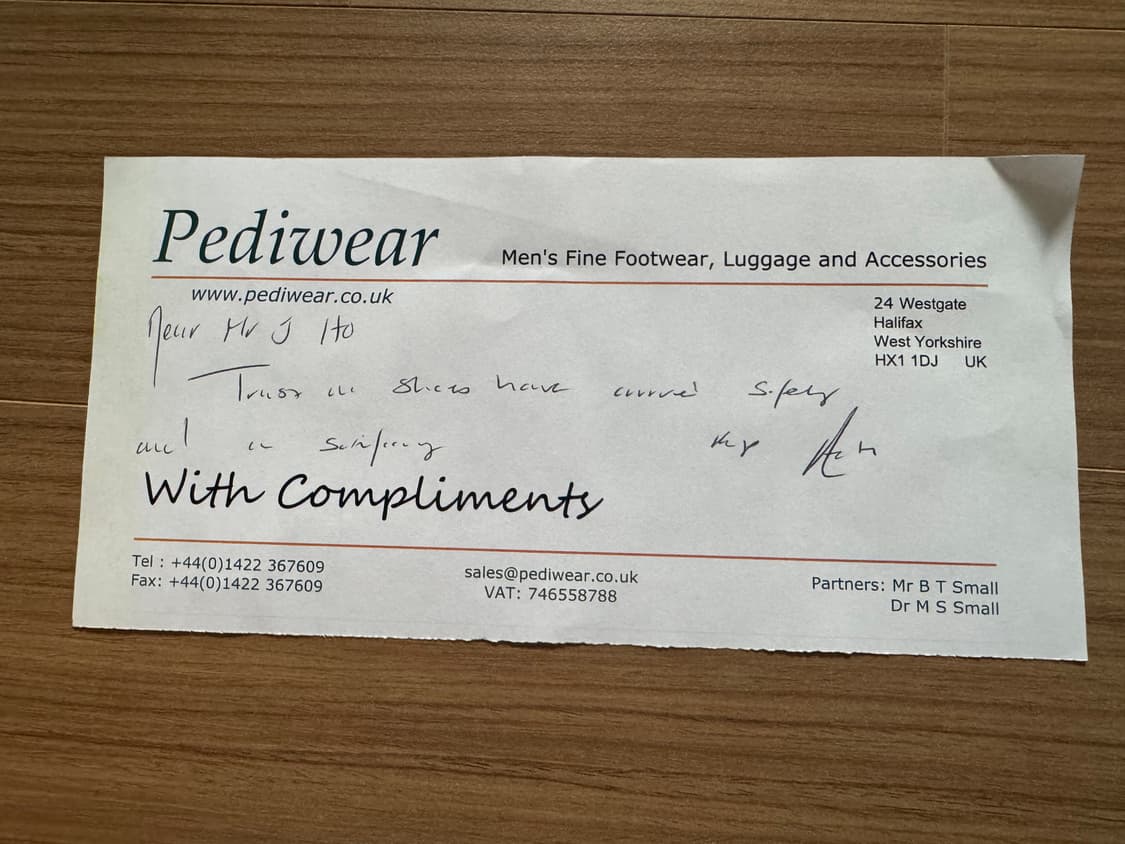 Pediwear
Men's Fine Footwear, Luggage and Accessories
www.pediwear.co.uk
24 Westgate
Halifax
West Yorkshire
HX1 1DJ UK
Dear Mr J Ho
Trust the shoes have arrived safely
and are satisfactory
With Compliments
Tel : +44(0)1422 367609
Fax: +44(0)1422 367609
sales@pediwear.co.uk
VAT: 746558788
Partners: Mr B T Small
Dr M S Small